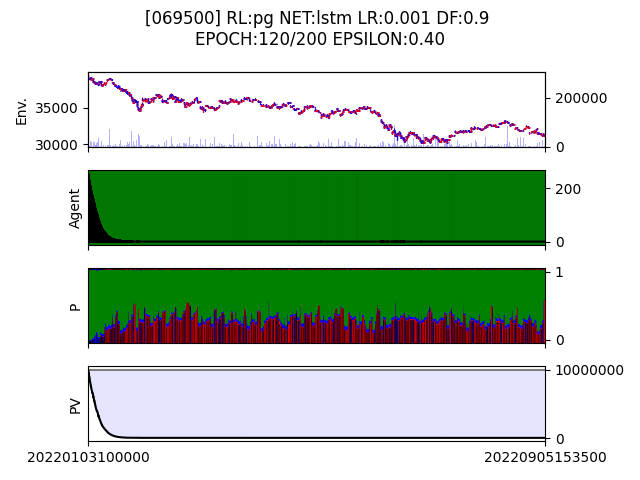 [069500] RL:pg NET:lstm LR:0.001 DF:0.9
EPOCH:120/200 EPSILON:0.40
Env.
35000
30000
200000
0
Agent
200
0
P
1
0
PV
10000000
0
20220103100000
20220905153500